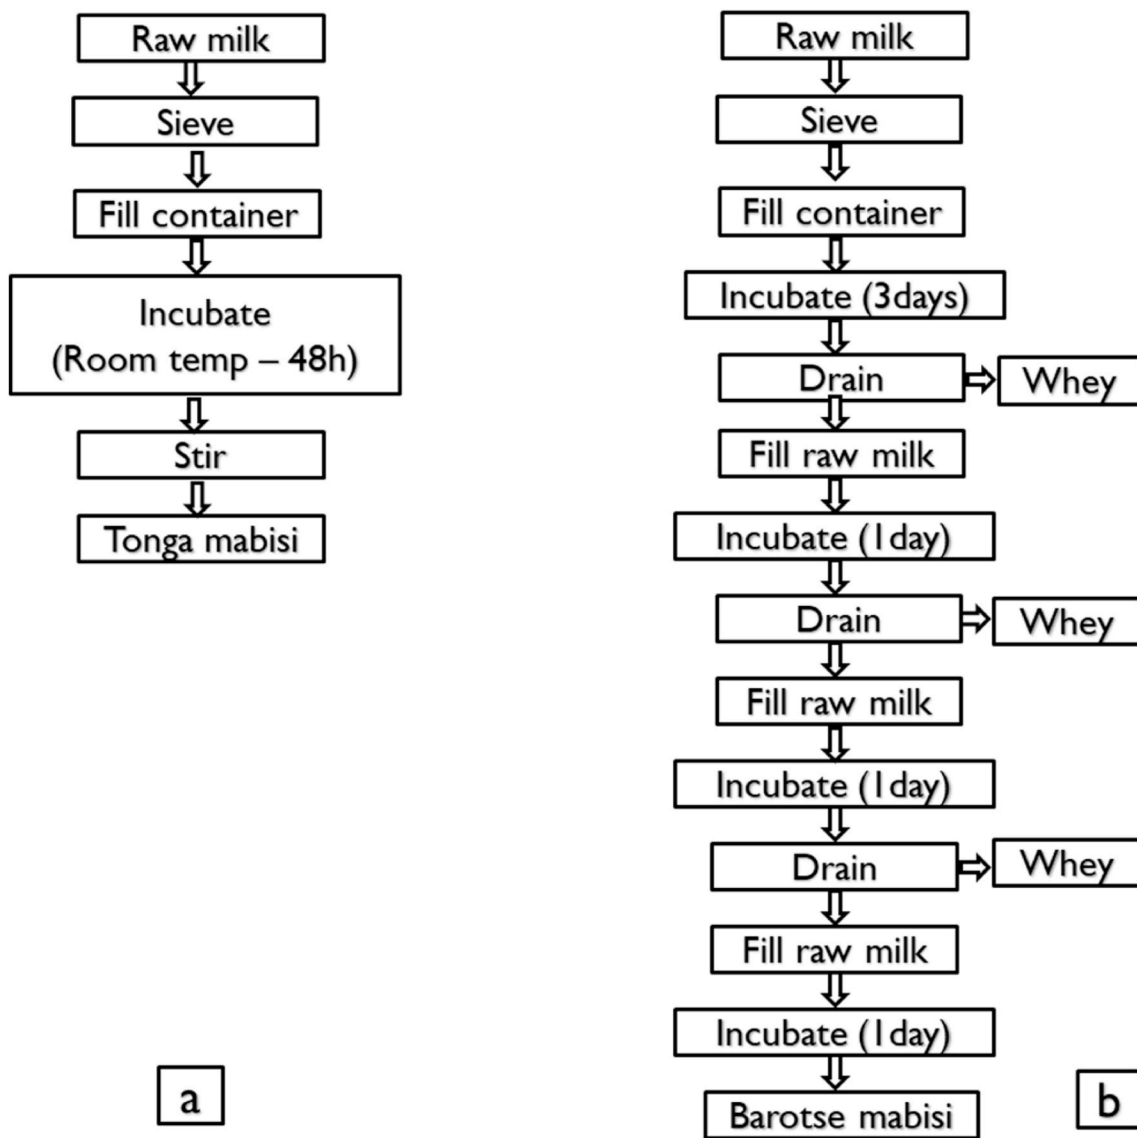 Raw milk
Sieve
Fill container
Incubate
(Room temp – 48h)
Stir
Tonga mabisi
a
Raw milk
Sieve
Fill container
Incubate (3days)
Drain
Whey
Fill raw milk
Incubate (1day)
Drain
Whey
Fill raw milk
Incubate (1day)
Drain
Whey
Fill raw milk
Incubate (1day)
Barotse mabisi
b